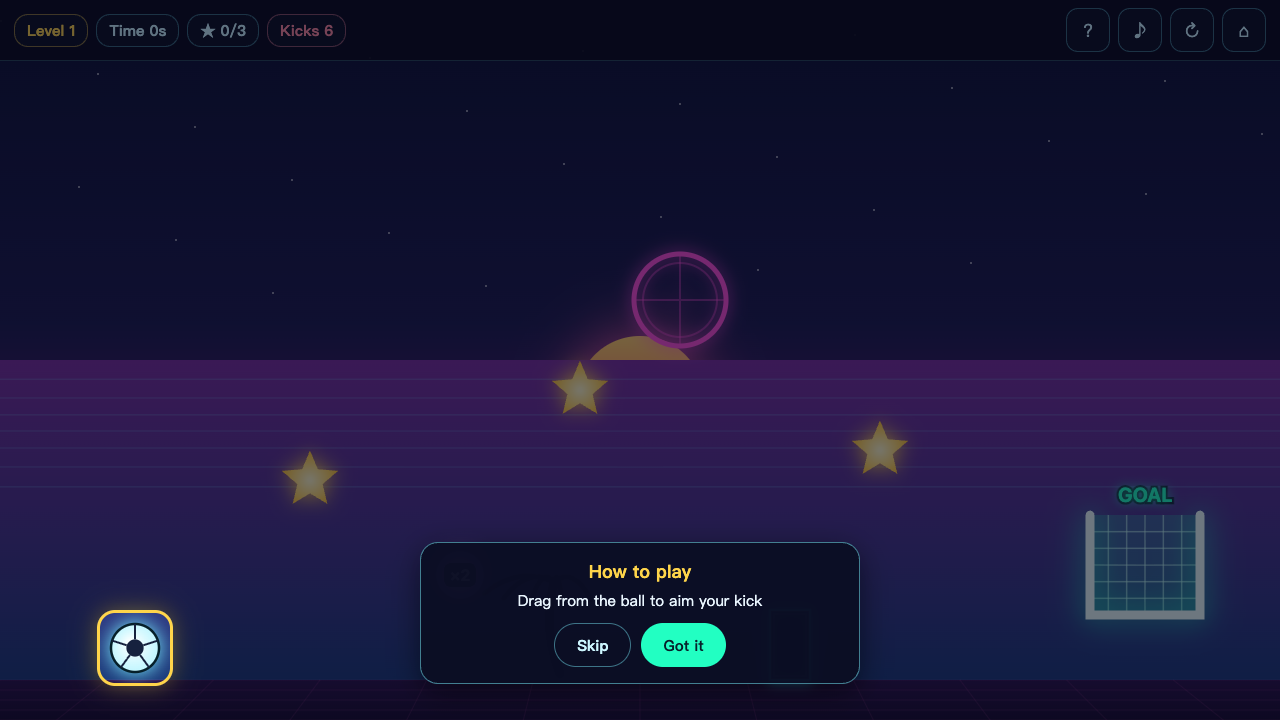 Level 1
Time 0s
★ 0/3
Kicks 6
?
GOAL
x2
How to play
Drag from the ball to aim your kick
Skip
Got it